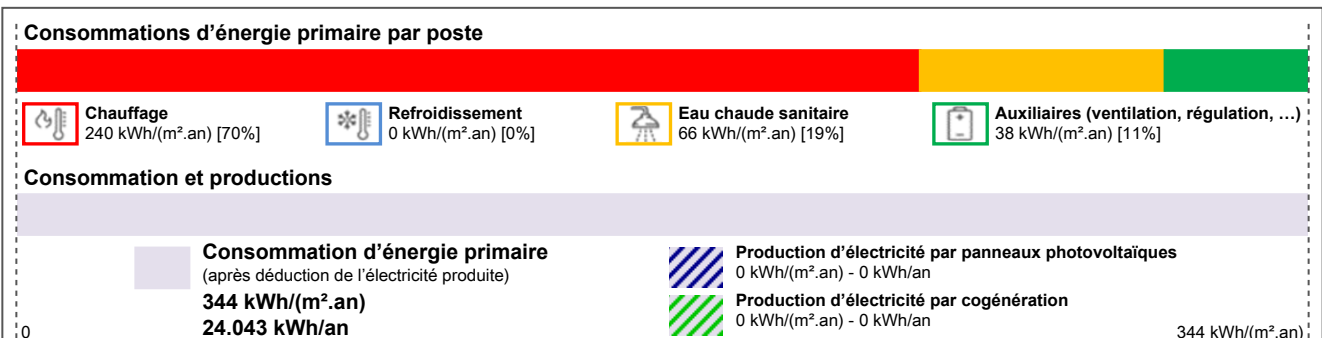 Consommations d’énergie primaire par poste
Chauffage
240 kWh/(m².an) [70%]
Refroidissement
0 kWh/(m².an) [0%]
Eau chaude sanitaire
66 kWh/(m².an) [19%]
Auxiliaires (ventilation, régulation, …)
38 kWh/(m².an) [11%]
Consommation et productions
Consommation d’énergie primaire
(après déduction de l’électricité produite)
344 kWh/(m².an)
24.043 kWh/an
Production d’électricité par panneaux photovoltaïques
0 kWh/(m².an) - 0 kWh/an
Production d’électricité par cogénération
0 kWh/(m².an) - 0 kWh/an
0
344 kWh/(m².an)